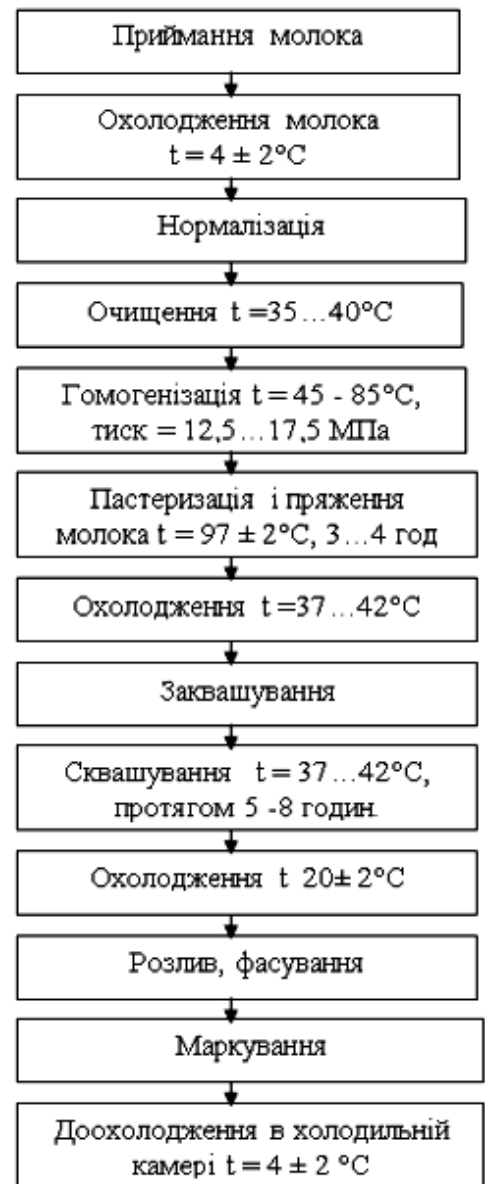 Приймання молока
Охолодження молока
t = 4 ± 2°C
Нормалізація
Очищення t =35…40°C
Гомогенізація t = 45 - 85°C,
тиск = 12,5…17,5 МПа
Пастеризація і пряження
молока t = 97 ± 2°C, 3…4 год
Охолодження t =37…42°C
Заквашування
Сквашування t = 37…42°C,
протягом 5 -8 годин.
Охолодження t 20± 2°C
Розлив, фасування
Маркування
Доохолодження в холодильній
камері t = 4 ± 2 °C